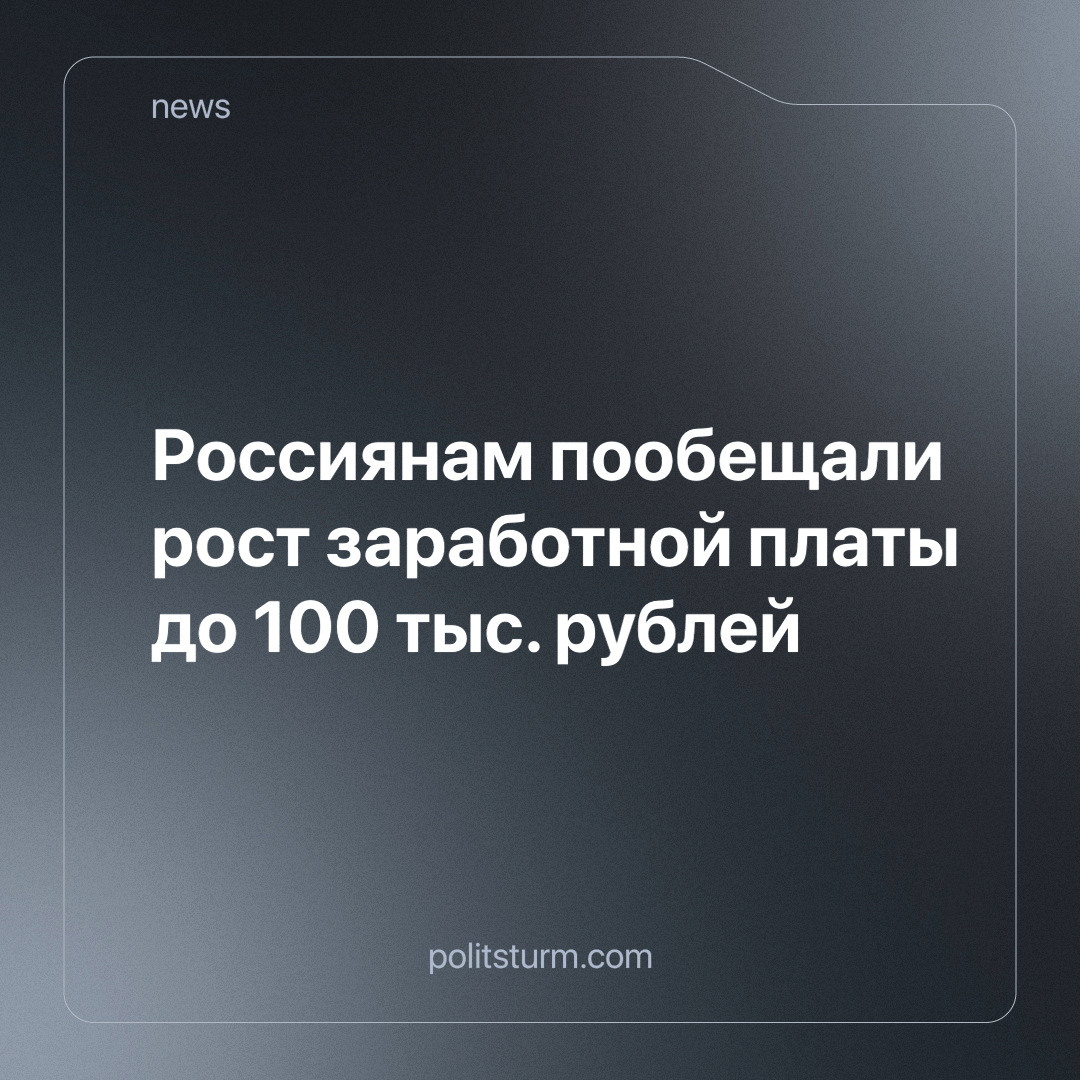 news
Россиянам пообещали
рост заработной платы
до 100 тыс. рублей
politsturm.com